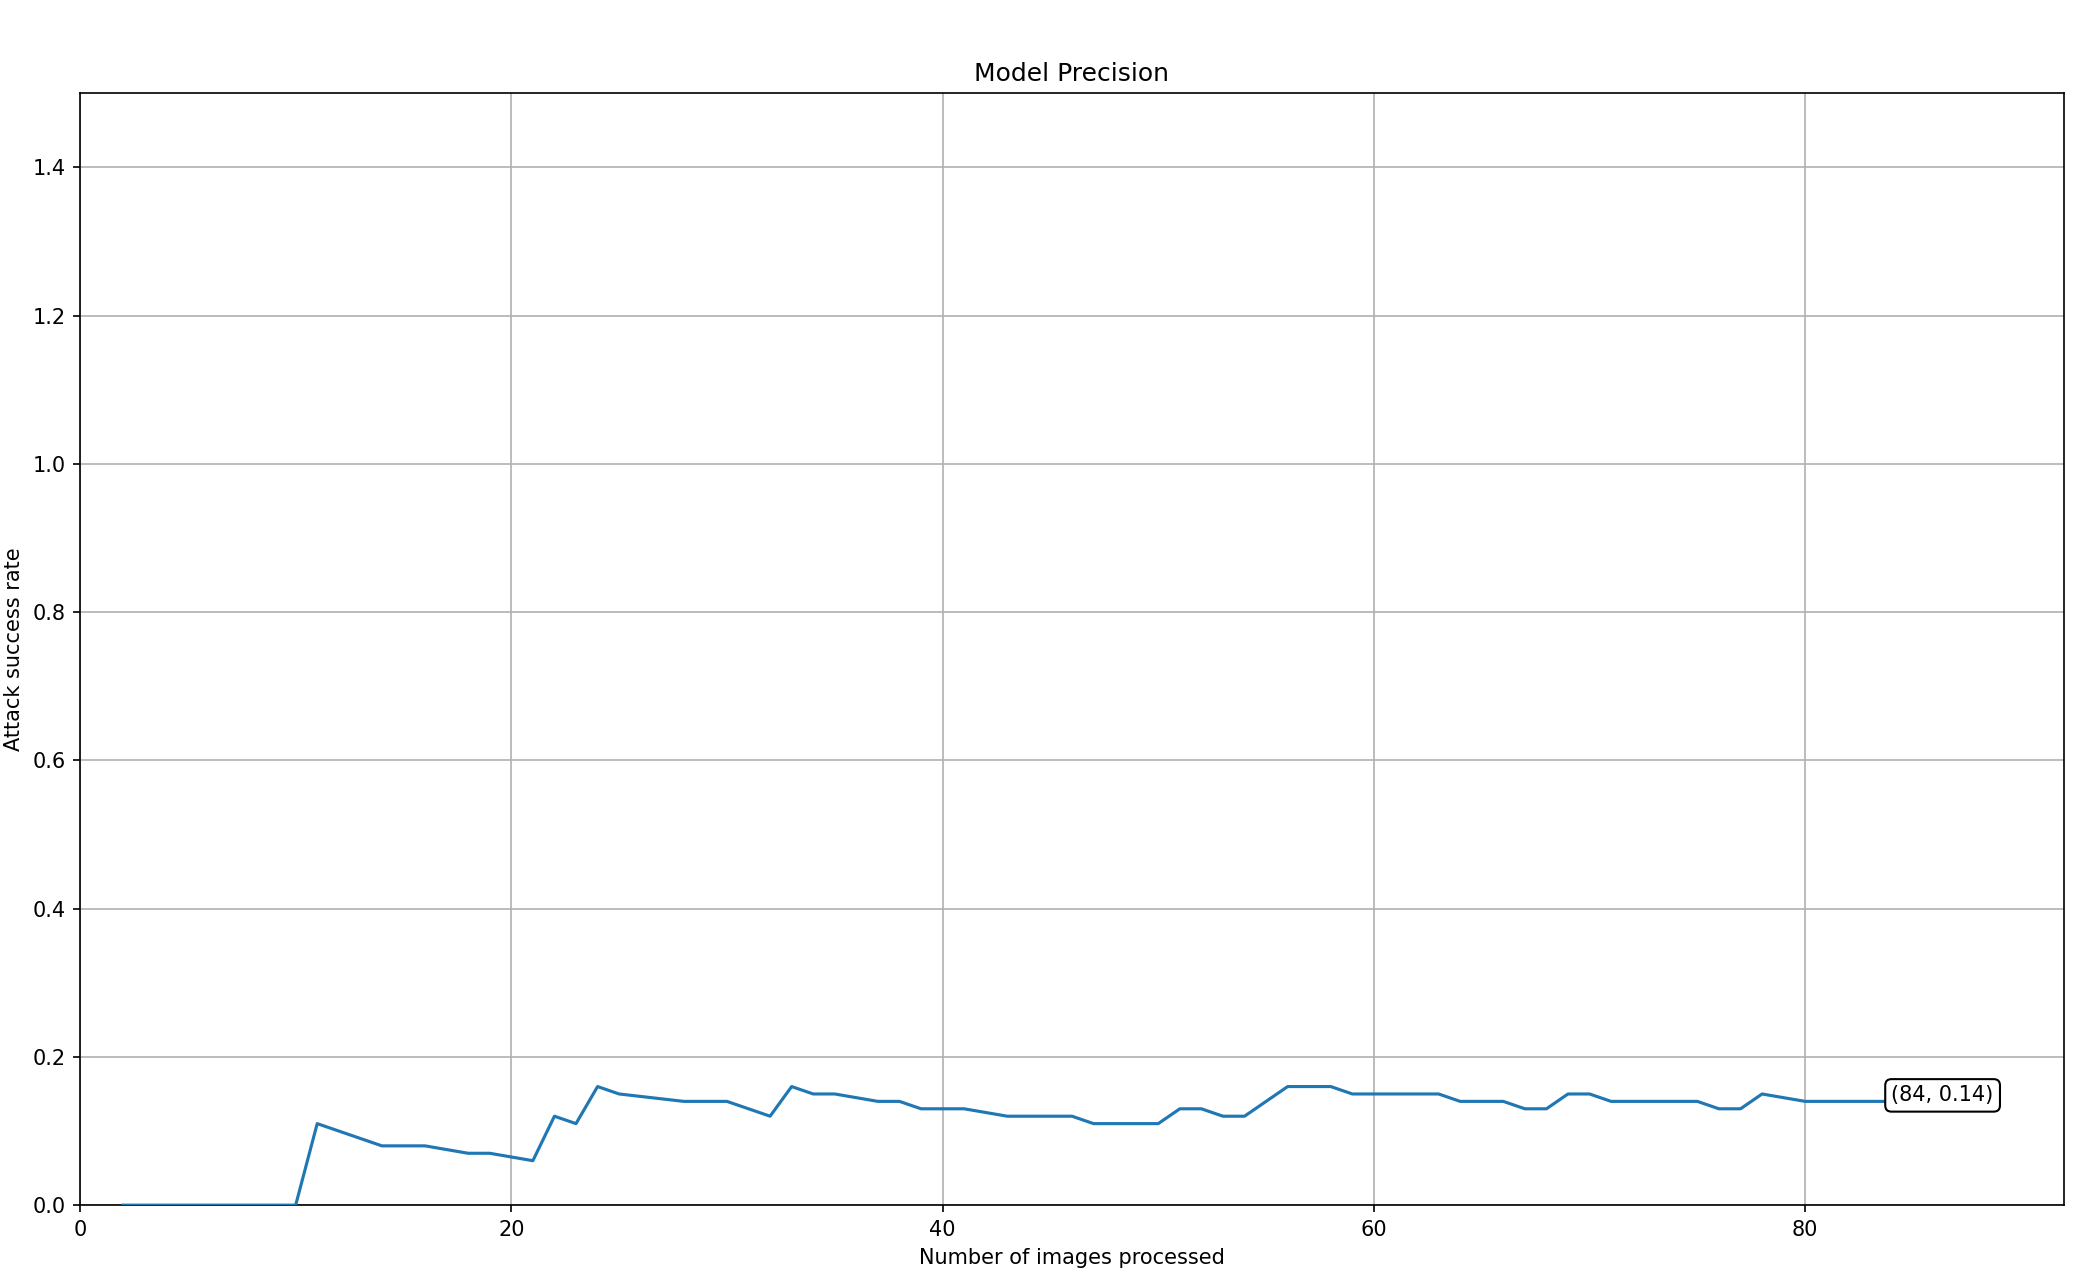 Model Precision
1.4
1.2
1.0
0.8
0.6
0.4
0.2
0.0
Attack success rate
(84, 0.14)
0 20 40 60 80
Number of images processed